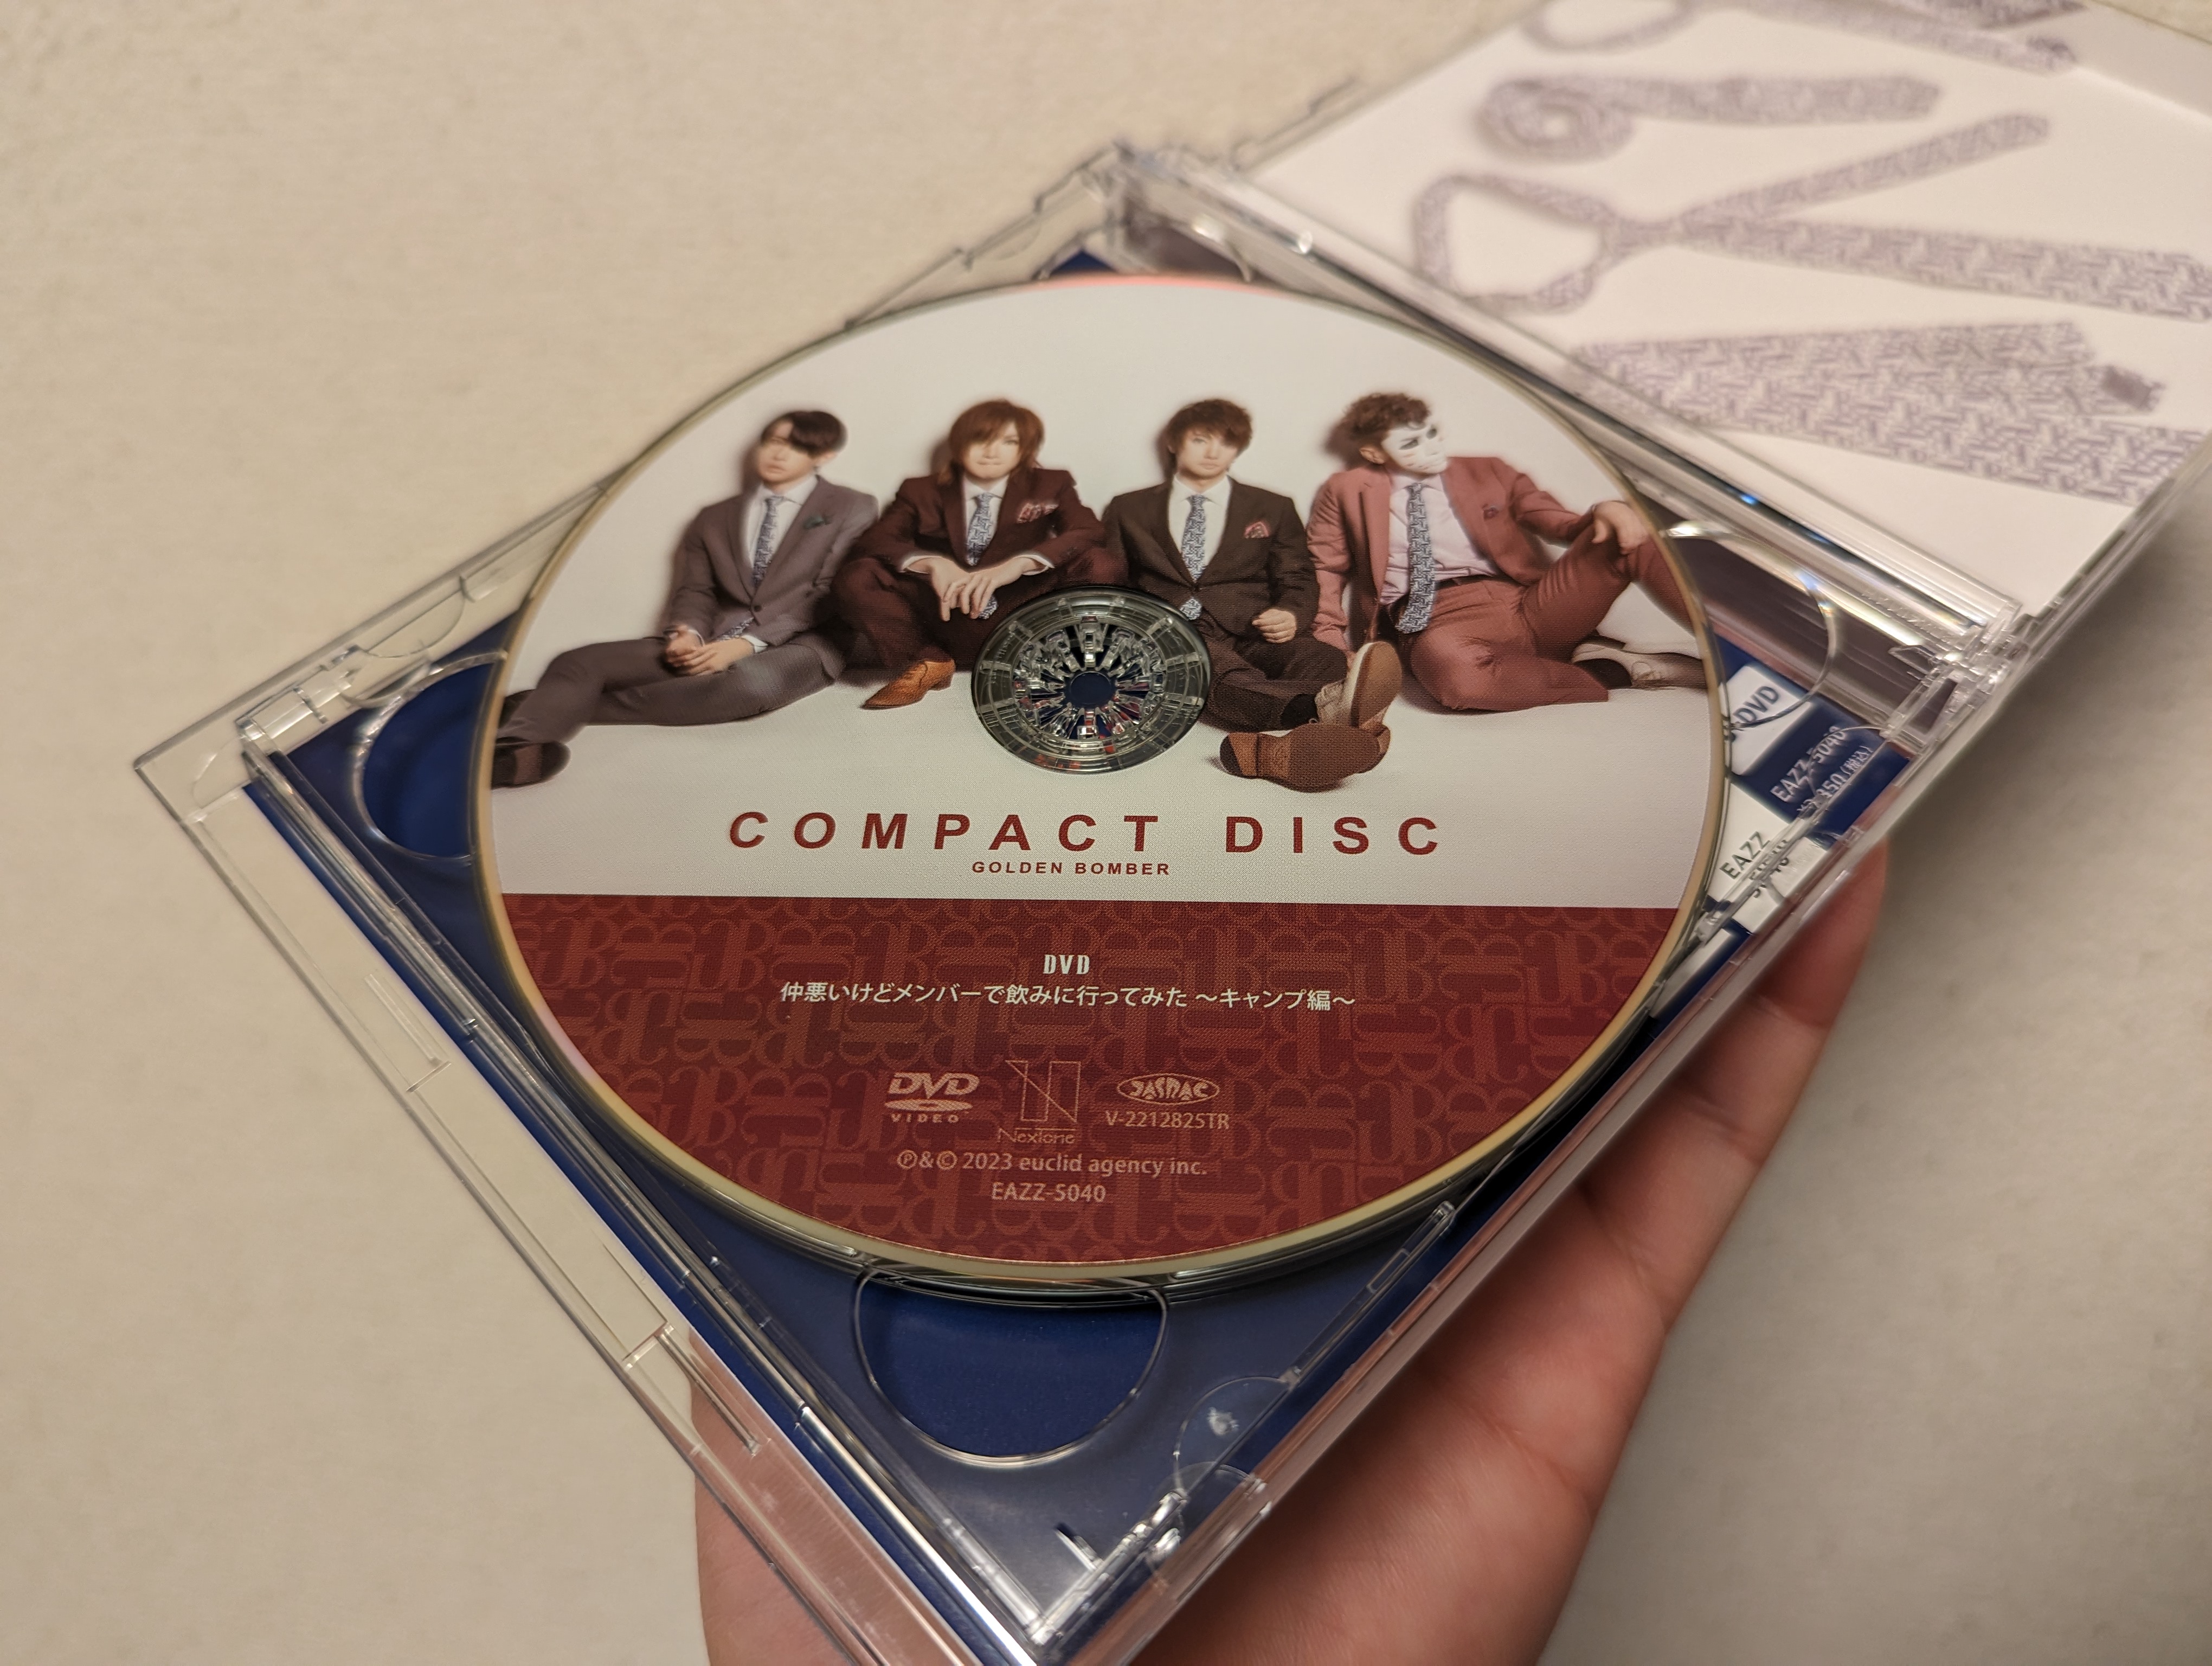 COMPACT DISC
GOLDEN BOMBER
DVD
仲悪いけどメンバーで飲みに行ってみた ～キャンプ編～
DVD
VIDEO
Nextone
JASRAC
V-2212825TR
Ⓟ&© 2023 euclid agency inc.
EAZZ-5040
DVD
EAZZ-5040
EAZZ